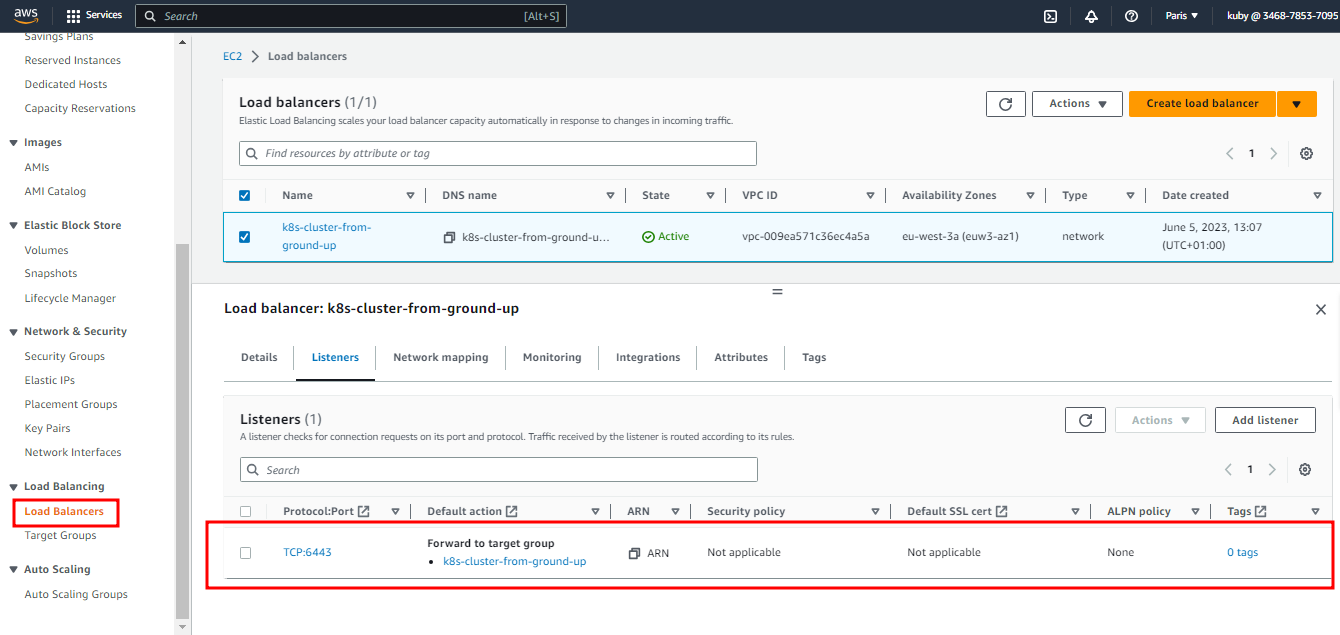 aws
Services
Search
[Alt+S]
Paris
kuby @ 3468-7853-7095
Savings Plans
Reserved Instances
Dedicated Hosts
Capacity Reservations
Images
AMIs
AMI Catalog
Elastic Block Store
Volumes
Snapshots
Lifecycle Manager
Network & Security
Security Groups
Elastic IPs
Placement Groups
Key Pairs
Network Interfaces
Load Balancing
Load Balancers
Target Groups
Auto Scaling
Auto Scaling Groups
EC2 > Load balancers
Load balancers (1/1)
Elastic Load Balancing scales your load balancer capacity automatically in response to changes in incoming traffic.
Actions
Create load balancer
Find resources by attribute or tag
1
Name DNS name State VPC ID Availability Zones Type Date created
k8s-cluster-from-
ground-up
k8s-cluster-from-ground-u...
Active
vpc-009ea571c36ec4a5a
eu-west-3a (euw3-az1)
network
June 5, 2023, 13:07
(UTC+01:00)
Load balancer: k8s-cluster-from-ground-up
Details Listeners Network mapping Monitoring Integrations Attributes Tags
Listeners (1)
A listener checks for connection requests on its port and protocol. Traffic received by the listener is routed according to its rules.
Actions
Add listener
Search
1
Protocol:Port Default action ARN Security policy Default SSL cert ALPN policy Tags
TCP:6443
Forward to target group
• k8s-cluster-from-ground-up
ARN
Not applicable
Not applicable
None
0 tags